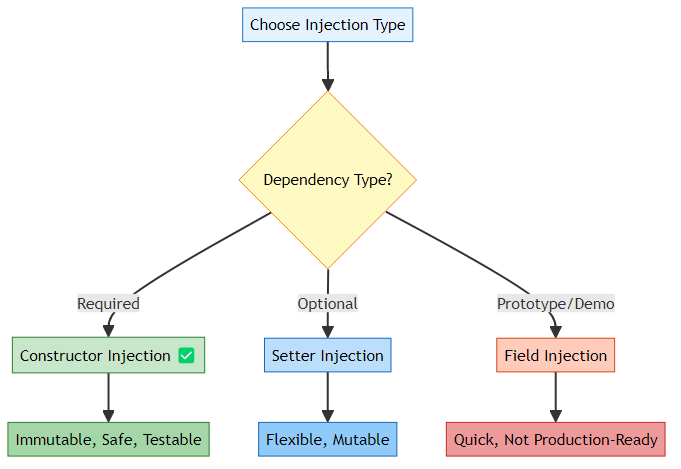 Choose Injection Type
Dependency Type?
Required
Optional
Prototype/Demo
Constructor Injection ✅
Setter Injection
Field Injection
Immutable, Safe, Testable
Flexible, Mutable
Quick, Not Production-Ready